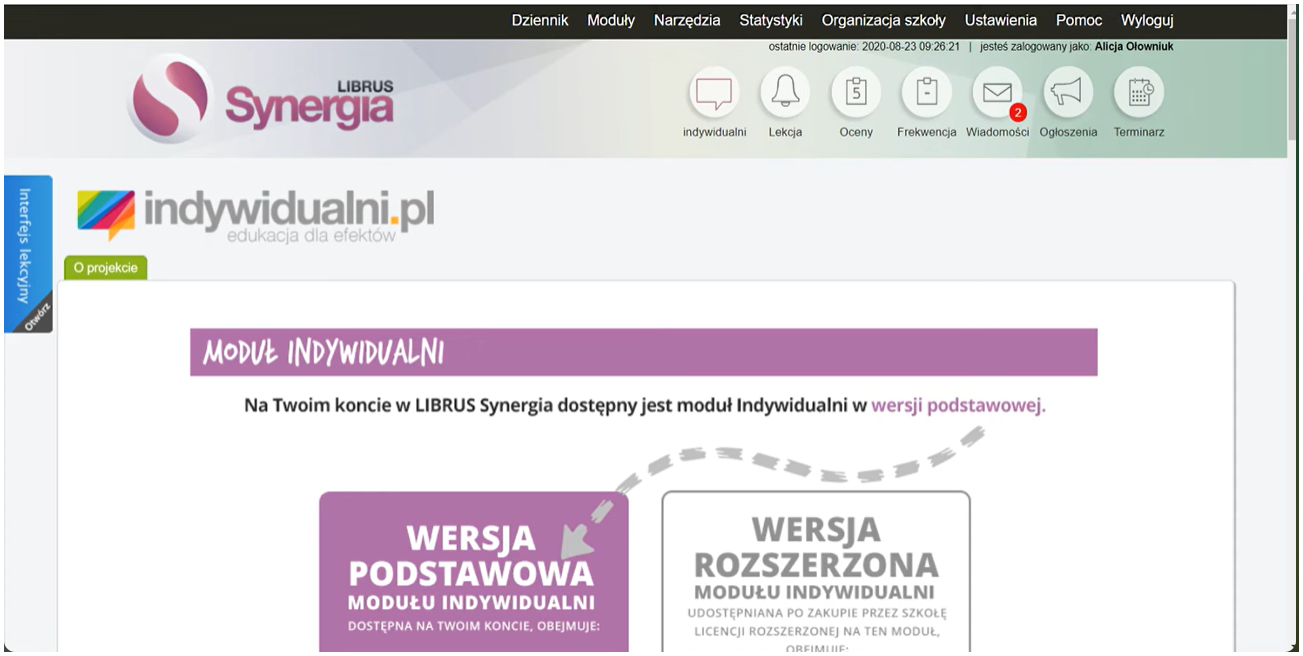 Dziennik Moduły Narzędzia Statystyki Organizacja szkoły Ustawienia Pomoc Wyloguj
ostatnie logowanie: 2020-08-23 09:26:21 | jesteś zalogowany jako: Alicja Ołowniuk
LIBRUS
Synergia
5
2
indywidualni Lekcja Oceny Frekwencja Wiadomości Ogłoszenia Terminarz
Interfejs lekcyjny
Otwórz
indywidualni.pl
edukacja dla efektów
O projekcie
MODUŁ INDYWIDUALNI
Na Twoim koncie w LIBRUS Synergia dostępny jest moduł Indywidualni w wersji podstawowej.
WERSJA
PODSTAWOWA
MODUŁU INDYWIDUALNI
DOSTĘPNA NA TWOIM KONCIE, OBEJMUJE:
WERSJA
ROZSZERZONA
MODUŁU INDYWIDUALNI
UDOSTĘPNIANA PO ZAKUPIE PRZEZ SZKOŁĘ
LICENCJI ROZSZERZONEJ NA TEN MODUŁ,
OBEJMUJE: